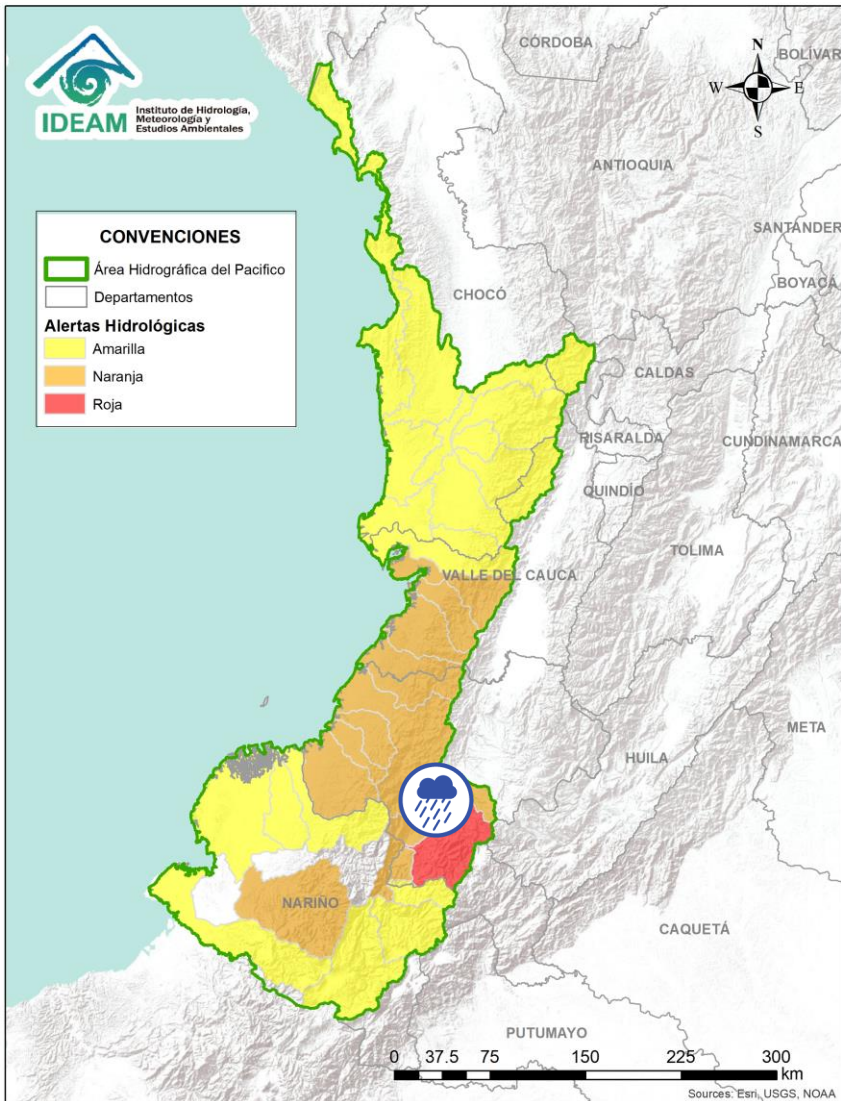 IDEAM
Instituto de Hidrología,
Meteorología y
Estudios Ambientales
CÓRDOBA
BOLÍVAR
N
W
E
S
ANTIOQUIA
SANTANDER
BOYACÁ
CONVENCIONES
Área Hidrográfica del Pacifico
Departamentos
Alertas Hidrológicas
Amarilla
Naranja
Roja
CHOCÓ
CALDAS
RISARALDA
CUNDINAMARCA
QUINDÍO
TOLIMA
VALLE DEL CAUCA
META
HUILA
NARIÑO
CAQUETÁ
PUTUMAYO
0 37.5 75 150 225 300
km
Sources: Esri, USGS, NOAA